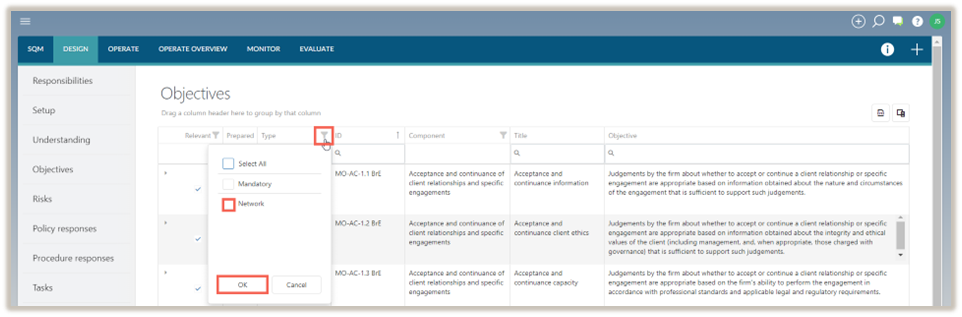 JS
SQM DESIGN OPERATE OPERATE OVERVIEW MONITOR EVALUATE
Responsibilities
Setup
Understanding
Objectives
Risks
Policy responses
Procedure responses
Tasks
Objectives
Drag a column header here to group by that column
Relevant Prepared Type ID Component Title Objective
Select All
Mandatory
Network
OK Cancel
MO-AC-1.1 BrE
Acceptance and continuance of
client relationships and specific
engagements
Acceptance and
continuance information
Judgements by the firm about whether to accept or continue a client relationship or specific
engagement are appropriate based on information obtained about the nature and circumstances
of the engagement that is sufficient to support such judgements.
MO-AC-1.2 BrE
Acceptance and continuance of
client relationships and specific
engagements
Acceptance and
continuance client ethics
Judgements by the firm about whether to accept or continue a client relationship or specific
engagement are appropriate based on information obtained about the integrity and ethical
values of the client (including management, and, when appropriate, those charged with
governance) that is sufficient to support such judgements.
MO-AC-1.3 BrE
Acceptance and continuance of
client relationships and specific
engagements
Acceptance and
continuance capacity
Judgements by the firm about whether to accept or continue a client relationship or specific
engagement are appropriate based on the firm's ability to perform the engagement in
accordance with professional standards and applicable legal and regulatory requirements.